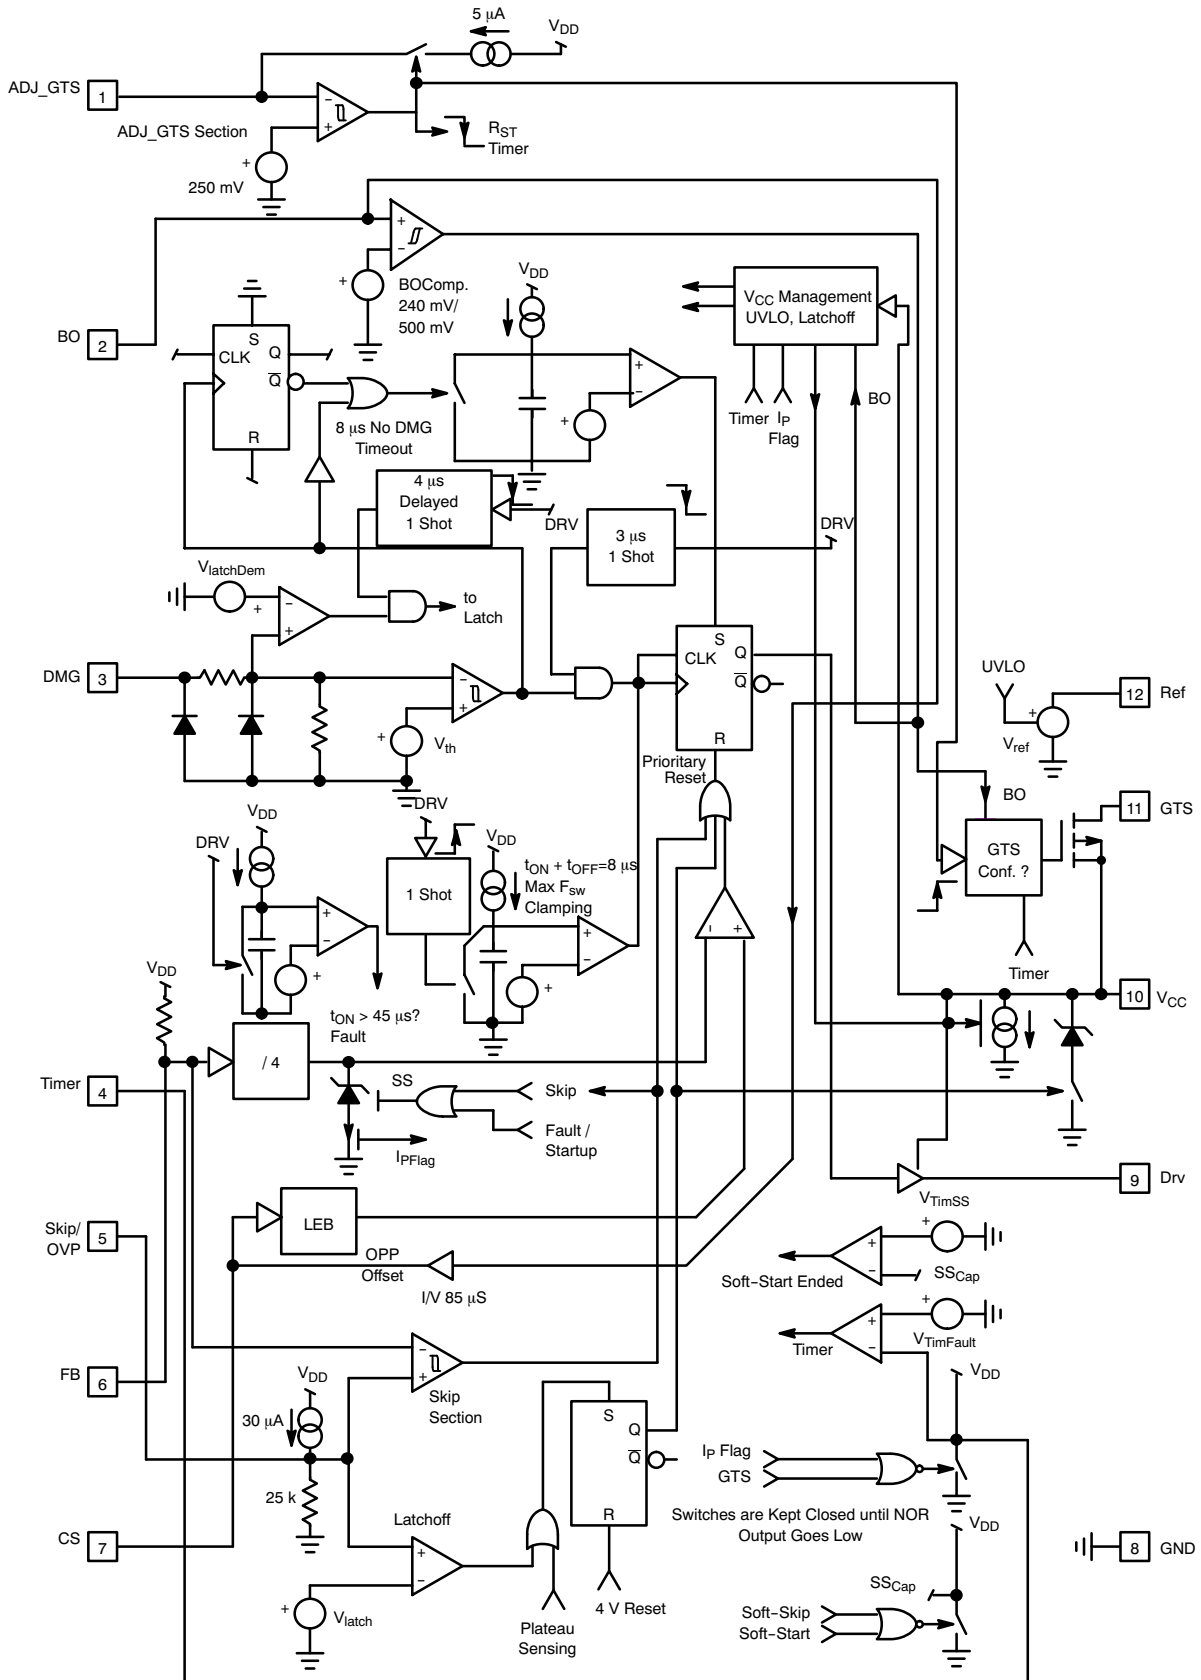 5 μA
VDD
ADJ_GTS
1
ADJ_GTS Section
−
+
RST
Timer
+
250 mV
BO
2
+
−
+
BOComp.
240 mV/
500 mV
VDD
VCC Management
UVLO, Latchoff
S
CLK
Q
Q
R
8 μs No DMG
Timeout
+
−
+
Timer
IP
Flag
BO
4 μs
Delayed
1 Shot
DRV
3 μs
1 Shot
DRV
VlatchDem
+
−
+
to
Latch
DMG
3
−
+
+
Vth
S
CLK
Q
Q
R
Prioritary
Reset
UVLO
+
Vref
12
Ref
BO
11
GTS
GTS
Conf. ?
Timer
DRV
VDD
DRV
1 Shot
VDD
tON + tOFF=8 μs
Max Fsw
Clamping
+
−
+
+
−
+
−
+
VDD
tON > 45 μs?
Fault
10
VCC
/ 4
Timer
4
SS
Skip
Fault /
Startup
IPFlag
9
Drv
Skip/
OVP
5
LEB
OPP
Offset
I/V 85 μS
VTimSS
+
+
−
Soft−Start Ended
SSCap
+
+
−
Timer
VTimFault
FB
6
VDD
−
+
Skip
Section
VDD
30 μA
25 k
S
Q
Q
R
IP Flag
GTS
Switches are Kept Closed until NOR
Output Goes Low
VDD
CS
7
Latchoff
+
−
+
Vlatch
Plateau
Sensing
4 V Reset
8
GND
SSCap
Soft−Skip
Soft−Start